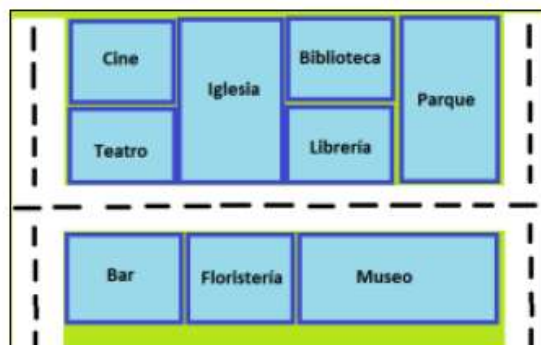 Cine
Biblioteca
Iglesia
Parque
Teatro
Librería
Bar
Floristería
Museo